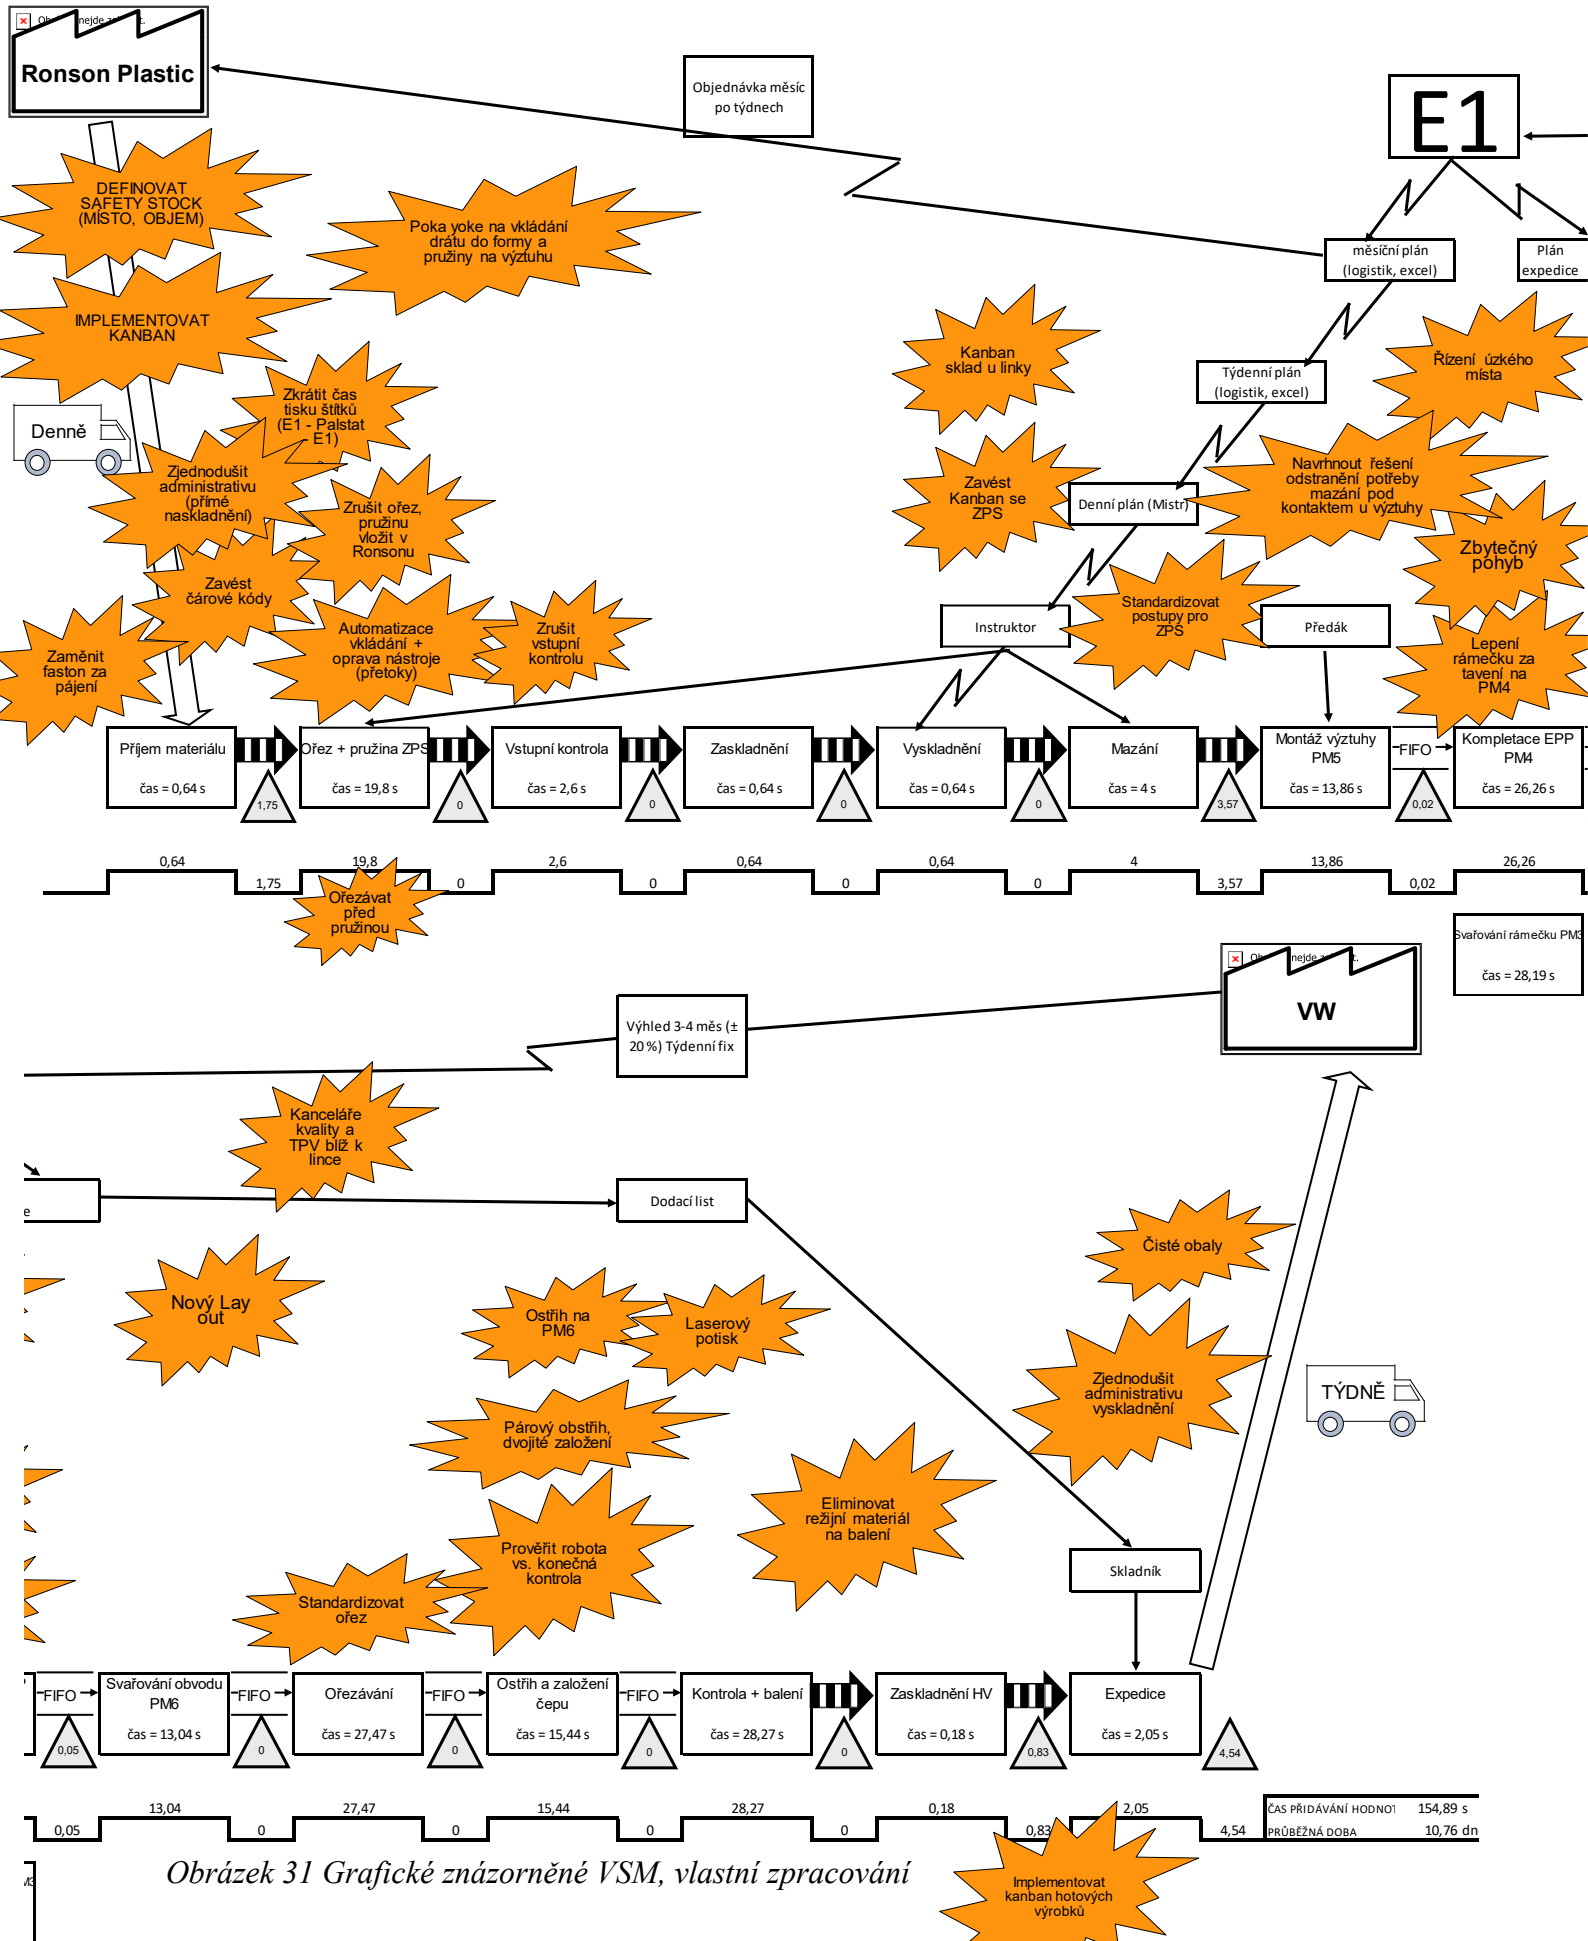 Ronson Plastic
Objednávka měsíc
po týdnech
E1
DEFINOVAT
SAFETY STOCK
(MÍSTO, OBJEM)
Poka yoke na vkládání
drátu do formy a
pružiny na výztuhu
měsíční plán
(logistik, excel)
Plán
expedice
IMPLEMENTOVAT
KANBAN
Kanban
sklad u linky
Řízení úzkého
místa
Týdenní plán
(logistik, excel)
Zkrátit čas
tisku štítků
(E1 - Palstat
- E1)
Denně
Zjednodušit
administrativu
(přímé
naskladnění)
Zrušit ořez,
pružinu
vložit v
Ronsonu
Zavést
Kanban se
ZPS
Denní plán (Mistr)
Navrhnout řešení
odstranění potřeby
mazání pod
kontaktem u výztuhy
Zbytečný
pohyb
Zavést
čárové kódy
Automatizace
vkládání +
oprava nástroje
(přetoky)
Zrušit
vstupní
kontrolu
Instruktor
Standardizovat
postupy pro
ZPS
Předák
Lepení
rámečku za
tavení na
PM4
Zaměnit
faston za
pájení
Příjem materiálu
čas = 0,64 s
1,75
Ořez + pružina ZPS
čas = 19,8 s
0
Vstupní kontrola
čas = 2,6 s
0
Zaskladnění
čas = 0,64 s
0
Vyskladnění
čas = 0,64 s
0
Mazání
čas = 4 s
3,57
Montáž výztuhy
PM5
čas = 13,86 s
FIFO
0,02
Kompletace EPP
PM4
čas = 26,26 s
0,64 19,8 2,6 0,64 0,64 4 13,86 26,26
1,75 0 0 0 0 3,57 0,02
Ořezávat
před
pružinou
Svařování rámečku PM3
čas = 28,19 s
VW
Výhled 3-4 měs (±
20 %) Týdenní fix
Kanceláře
kvality a
TPV blíž k
lince
e
Dodací list
Čisté obaly
Nový Lay
out
Ostřih na
PM6
Laserový
potisk
Zjednodušit
administrativu
vyskladnění
TÝDNĚ
Párový obstřih,
dvojité založení
Eliminovat
režijní materiál
na balení
Prověřit robota
vs. konečná
kontrola
Skladník
Standardizovat
ořez
FIFO
0,05
Svařování obvodu
PM6
čas = 13,04 s
FIFO
0
Ořezávání
čas = 27,47 s
FIFO
0
Ostřih a založení
čepu
čas = 15,44 s
FIFO
0
Kontrola + balení
čas = 28,27 s
0
Zaskladnění HV
čas = 0,18 s
0,83
Expedice
čas = 2,05 s
4,54
13,04 27,47 15,44 28,27 0,18 2,05
0,05 0 0 0 0 0,83 4,54
ČAS PŘIDÁVÁNÍ HODNOT 154,89 s
PRŮBĚŽNÁ DOBA 10,76 dn
Obrázek 31 Grafické znázorněné VSM, vlastní zpracování
Implementovat
kanban hotových
výrobků